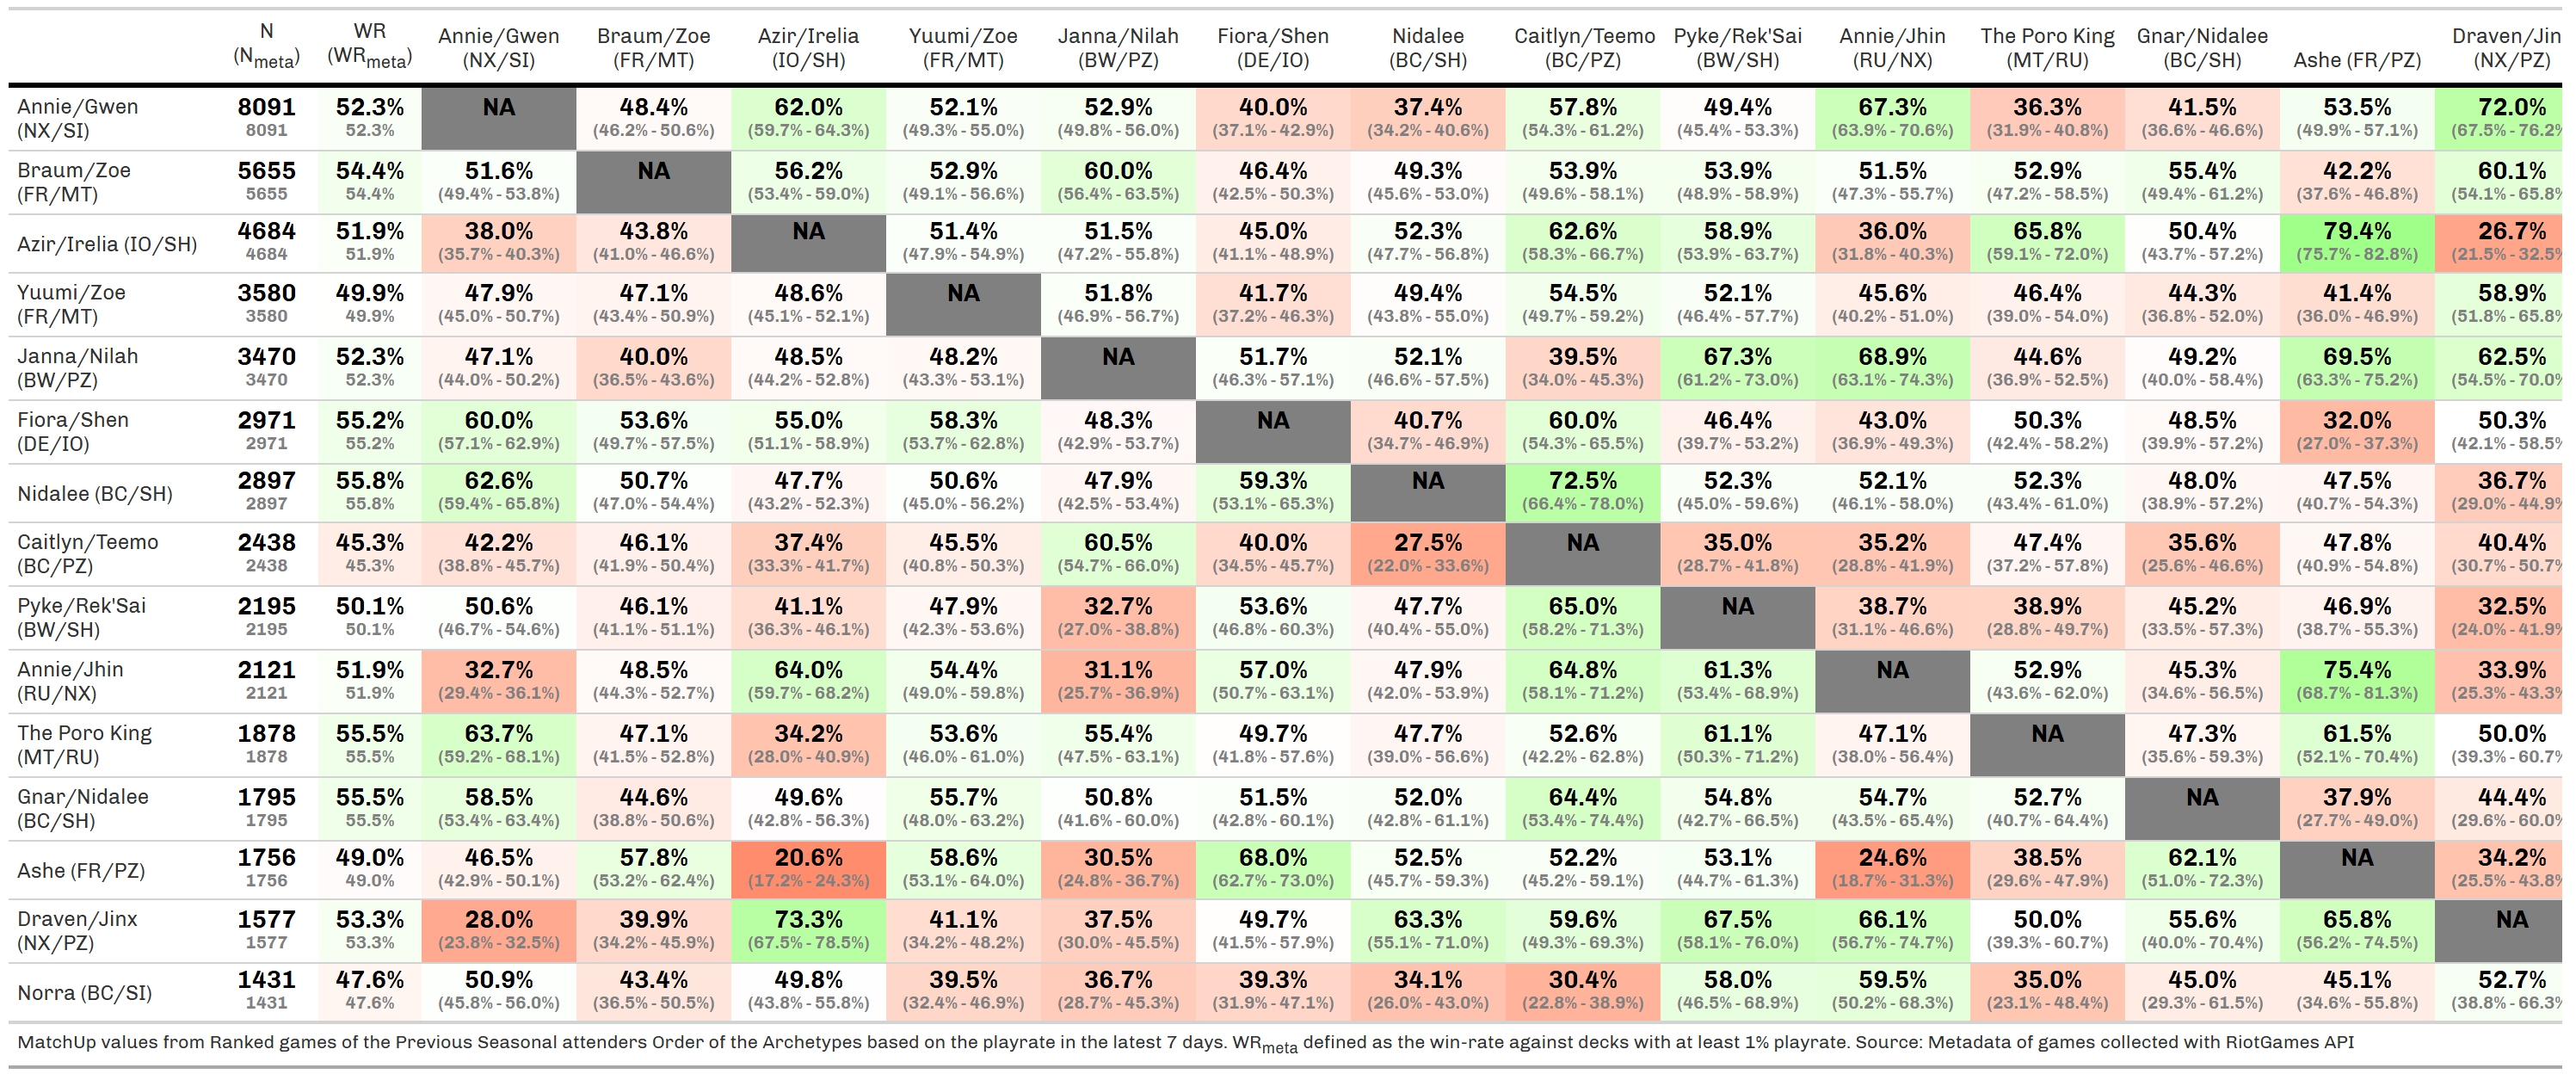 N WR Annie/Gwen Braum/Zoe Azir/Irelia Yuumi/Zoe Janna/Nilah Fiora/Shen Nidalee Caitlyn/Teemo Pyke/Rek'Sai Annie/Jhin The Poro King Gnar/Nidalee Ashe (FR/PZ) Draven/Jin
(Nmeta) (WRmeta) (NX/SI) (FR/MT) (IO/SH) (FR/MT) (BW/PZ) (DE/IO) (BC/SH) (BC/PZ) (BW/SH) (RU/NX) (MT/RU) (BC/SH) (NX/PZ)
Annie/Gwen 8091 52.3% NA 48.4% 62.0% 52.1% 52.9% 40.0% 37.4% 57.8% 49.4% 67.3% 36.3% 41.5% 53.5% 72.0%
(NX/SI) 8091 52.3% (46.2% - 50.6%) (59.7% - 64.3%) (49.3% - 55.0%) (49.8% - 56.0%) (37.1% - 42.9%) (34.2% - 40.6%) (54.3% - 61.2%) (45.4% - 53.3%) (63.9% - 70.6%) (31.9% - 40.8%) (36.6% - 46.6%) (49.9% - 57.1%) (67.5% - 76.2%
Braum/Zoe 5655 54.4% 51.6% NA 56.2% 52.9% 60.0% 46.4% 49.3% 53.9% 53.9% 51.5% 52.9% 55.4% 42.2% 60.1%
(FR/MT) 5655 54.4% (49.4% - 53.8%) (53.4% - 59.0%) (49.1% - 56.6%) (56.4% - 63.5%) (42.5% - 50.3%) (45.6% - 53.0%) (49.6% - 58.1%) (48.9% - 58.9%) (47.3% - 55.7%) (47.2% - 58.5%) (49.4% - 61.2%) (37.6% - 46.8%) (54.1% - 65.8%
Azir/Irelia (IO/SH) 4684 51.9% 38.0% 43.8% NA 51.4% 51.5% 45.0% 52.3% 62.6% 58.9% 36.0% 65.8% 50.4% 79.4% 26.7%
4684 51.9% (35.7% - 40.3%) (41.0% - 46.6%) (47.9% - 54.9%) (47.2% - 55.8%) (41.1% - 48.9%) (47.7% - 56.8%) (58.3% - 66.7%) (53.9% - 63.7%) (31.8% - 40.3%) (59.1% - 72.0%) (43.7% - 57.2%) (75.7% - 82.8%) (21.5% - 32.5%
Yuumi/Zoe 3580 49.9% 47.9% 47.1% 48.6% NA 51.8% 41.7% 49.4% 54.5% 52.1% 45.6% 46.4% 44.3% 41.4% 58.9%
(FR/MT) 3580 49.9% (45.0% - 50.7%) (43.4% - 50.9%) (45.1% - 52.1%) (46.9% - 56.7%) (37.2% - 46.3%) (43.8% - 55.0%) (49.7% - 59.2%) (46.4% - 57.7%) (40.2% - 51.0%) (39.0% - 54.0%) (36.8% - 52.0%) (36.0% - 46.9%) (51.8% - 65.8%
Janna/Nilah 3470 52.3% 47.1% 40.0% 48.5% 48.2% NA 51.7% 52.1% 39.5% 67.3% 68.9% 44.6% 49.2% 69.5% 62.5%
(BW/PZ) 3470 52.3% (44.0% - 50.2%) (36.5% - 43.6%) (44.2% - 52.8%) (43.3% - 53.1%) (46.3% - 57.1%) (46.6% - 57.5%) (34.0% - 45.3%) (61.2% - 73.0%) (63.1% - 74.3%) (36.9% - 52.5%) (40.0% - 58.4%) (63.3% - 75.2%) (54.5% - 70.0%
Fiora/Shen 2971 55.2% 60.0% 53.6% 55.0% 58.3% 48.3% NA 40.7% 60.0% 46.4% 43.0% 50.3% 48.5% 32.0% 50.3%
(DE/IO) 2971 55.2% (57.1% - 62.9%) (49.7% - 57.5%) (51.1% - 58.9%) (53.7% - 62.8%) (42.9% - 53.7%) (34.7% - 46.9%) (54.3% - 65.5%) (39.7% - 53.2%) (36.9% - 49.3%) (42.4% - 58.2%) (39.9% - 57.2%) (27.0% - 37.3%) (42.1% - 58.5%
Nidalee (BC/SH) 2897 55.8% 62.6% 50.7% 47.7% 50.6% 47.9% 59.3% NA 72.5% 52.3% 52.1% 52.3% 48.0% 47.5% 36.7%
2897 55.8% (59.4% - 65.8%) (47.0% - 54.4%) (43.2% - 52.3%) (45.0% - 56.2%) (42.5% - 53.4%) (53.1% - 65.3%) (66.4% - 78.0%) (45.0% - 59.6%) (46.1% - 58.0%) (43.4% - 61.0%) (38.9% - 57.2%) (40.7% - 54.3%) (29.0% - 44.9%
Caitlyn/Teemo 2438 45.3% 42.2% 46.1% 37.4% 45.5% 60.5% 40.0% 27.5% NA 35.0% 35.2% 47.4% 35.6% 47.8% 40.4%
(BC/PZ) 2438 45.3% (38.8% - 45.7%) (41.9% - 50.4%) (33.3% - 41.7%) (40.8% - 50.3%) (54.7% - 66.0%) (34.5% - 45.7%) (22.0% - 33.6%) (28.7% - 41.8%) (28.8% - 41.9%) (37.2% - 57.8%) (25.6% - 46.6%) (40.9% - 54.8%) (30.7% - 50.7%
Pyke/Rek'Sai 2195 50.1% 50.6% 46.1% 41.1% 47.9% 32.7% 53.6% 47.7% 65.0% NA 38.7% 38.9% 45.2% 46.9% 32.5%
(BW/SH) 2195 50.1% (46.7% - 54.6%) (41.1% - 51.1%) (36.3% - 46.1%) (42.3% - 53.6%) (27.0% - 38.8%) (46.8% - 60.3%) (40.4% - 55.0%) (58.2% - 71.3%) (31.1% - 46.6%) (28.8% - 49.7%) (33.5% - 57.3%) (38.7% - 55.3%) (24.0% - 41.9%
Annie/Jhin 2121 51.9% 32.7% 48.5% 64.0% 54.4% 31.1% 57.0% 47.9% 64.8% 61.3% NA 52.9% 45.3% 75.4% 33.9%
(RU/NX) 2121 51.9% (29.4% - 36.1%) (44.3% - 52.7%) (59.7% - 68.2%) (49.0% - 59.8%) (25.7% - 36.9%) (50.7% - 63.1%) (42.0% - 53.9%) (58.1% - 71.2%) (53.4% - 68.9%) (43.6% - 62.0%) (34.6% - 56.5%) (68.7% - 81.3%) (25.3% - 43.3%
The Poro King 1878 55.5% 63.7% 47.1% 34.2% 53.6% 55.4% 49.7% 47.7% 52.6% 61.1% 47.1% NA 47.3% 61.5% 50.0%
(MT/RU) 1878 55.5% (59.2% - 68.1%) (41.5% - 52.8%) (28.0% - 40.9%) (46.0% - 61.0%) (47.5% - 63.1%) (41.8% - 57.6%) (39.0% - 56.6%) (42.2% - 62.8%) (50.3% - 71.2%) (38.0% - 56.4%) (35.6% - 59.3%) (52.1% - 70.4%) (39.3% - 60.7%
Gnar/Nidalee 1795 55.5% 58.5% 44.6% 49.6% 55.7% 50.8% 51.5% 52.0% 64.4% 54.8% 54.7% 52.7% NA 37.9% 44.4%
(BC/SH) 1795 55.5% (53.4% - 63.4%) (38.8% - 50.6%) (42.8% - 56.3%) (48.0% - 63.2%) (41.6% - 60.0%) (42.8% - 60.1%) (42.8% - 61.1%) (53.4% - 74.4%) (42.7% - 66.5%) (43.5% - 65.4%) (40.7% - 64.4%) (27.7% - 49.0%) (29.6% - 60.0%
Ashe (FR/PZ) 1756 49.0% 46.5% 57.8% 20.6% 58.6% 30.5% 68.0% 52.5% 52.2% 53.1% 24.6% 38.5% 62.1% NA 34.2%
1756 49.0% (42.9% - 50.1%) (53.2% - 62.4%) (17.2% - 24.3%) (53.1% - 64.0%) (24.8% - 36.7%) (62.7% - 73.0%) (45.7% - 59.3%) (45.2% - 59.1%) (44.7% - 61.3%) (18.7% - 31.3%) (29.6% - 47.9%) (51.0% - 72.3%) (25.5% - 43.8%
Draven/Jinx 1577 53.3% 28.0% 39.9% 73.3% 41.1% 37.5% 49.7% 63.3% 59.6% 67.5% 66.1% 50.0% 55.6% 65.8% NA
(NX/PZ) 1577 53.3% (23.8% - 32.5%) (34.2% - 45.9%) (67.5% - 78.5%) (34.2% - 48.2%) (30.0% - 45.5%) (41.5% - 57.9%) (55.1% - 71.0%) (49.3% - 69.3%) (58.1% - 76.0%) (56.7% - 74.7%) (39.3% - 60.7%) (40.0% - 70.4%) (56.2% - 74.5%)
Norra (BC/SI) 1431 47.6% 50.9% 43.4% 49.8% 39.5% 36.7% 39.3% 34.1% 30.4% 58.0% 59.5% 35.0% 45.0% 45.1% 52.7%
1431 47.6% (45.8% - 56.0%) (36.5% - 50.5%) (43.8% - 55.8%) (32.4% - 46.9%) (28.7% - 45.3%) (31.9% - 47.1%) (26.0% - 43.0%) (22.8% - 38.9%) (46.5% - 68.9%) (50.2% - 68.3%) (23.1% - 48.4%) (29.3% - 61.5%) (34.6% - 55.8%) (38.8% - 66.3%
MatchUp values from Ranked games of the Previous Seasonal attenders Order of the Archetypes based on the playrate in the latest 7 days. WRmeta defined as the win-rate against decks with at least 1% playrate. Source: Metadata of games collected with RiotGames API